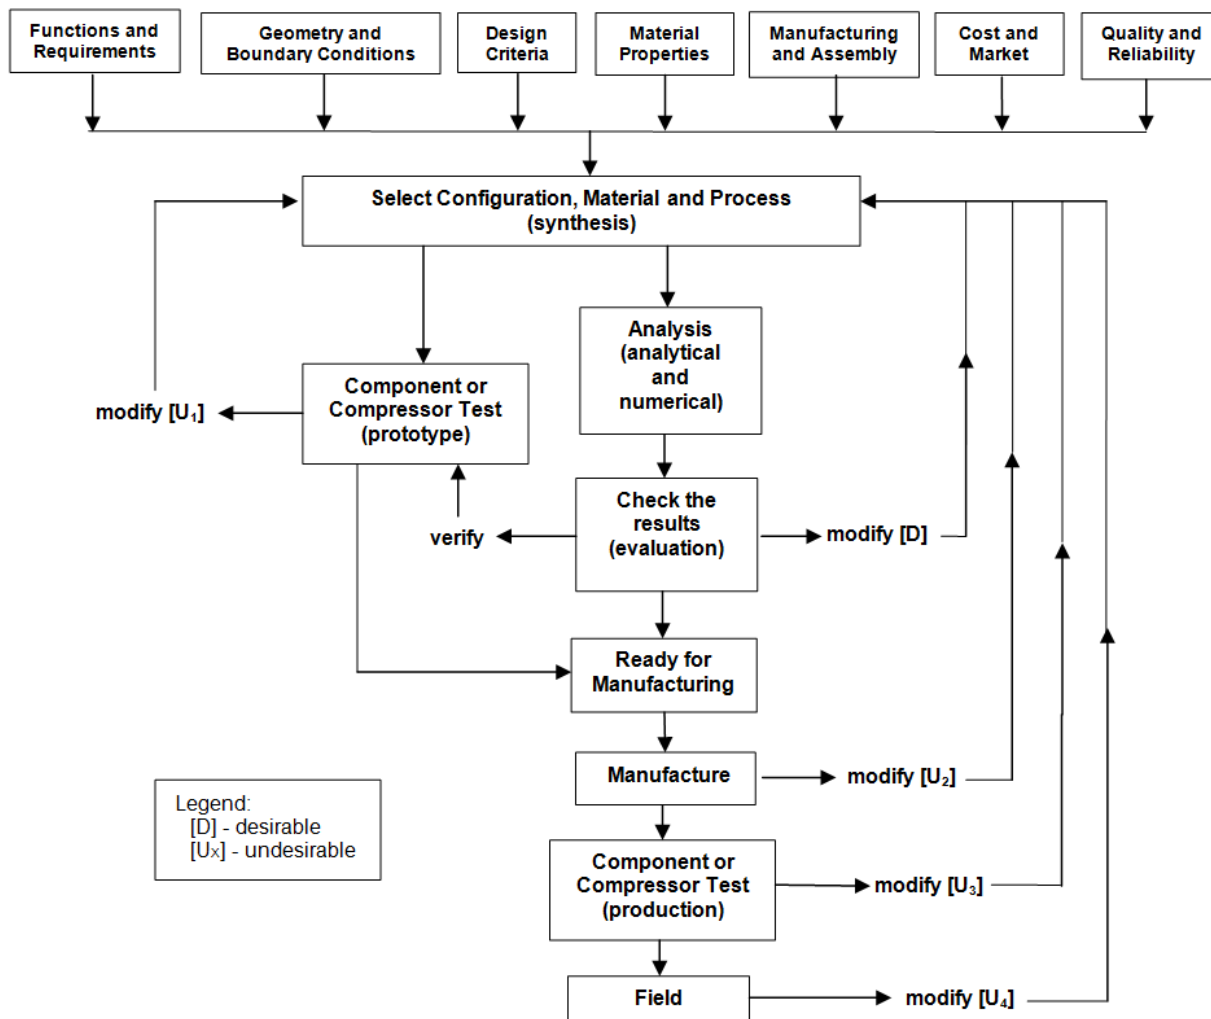 Functions and
Requirements
Geometry and
Boundary Conditions
Design
Criteria
Material
Properties
Manufacturing
and Assembly
Cost and
Market
Quality and
Reliability
Select Configuration, Material and Process
(synthesis)
Analysis
(analytical
and
numerical)
Component or
Compressor Test
(prototype)
modify [U₁]
Check the
results
(evaluation)
verify
modify [D]
Ready for
Manufacturing
Manufacture
modify [U₂]
Legend:
[D] - desirable
[Ux] - undesirable
Component or
Compressor Test
(production)
modify [U₃]
Field
modify [U₄]